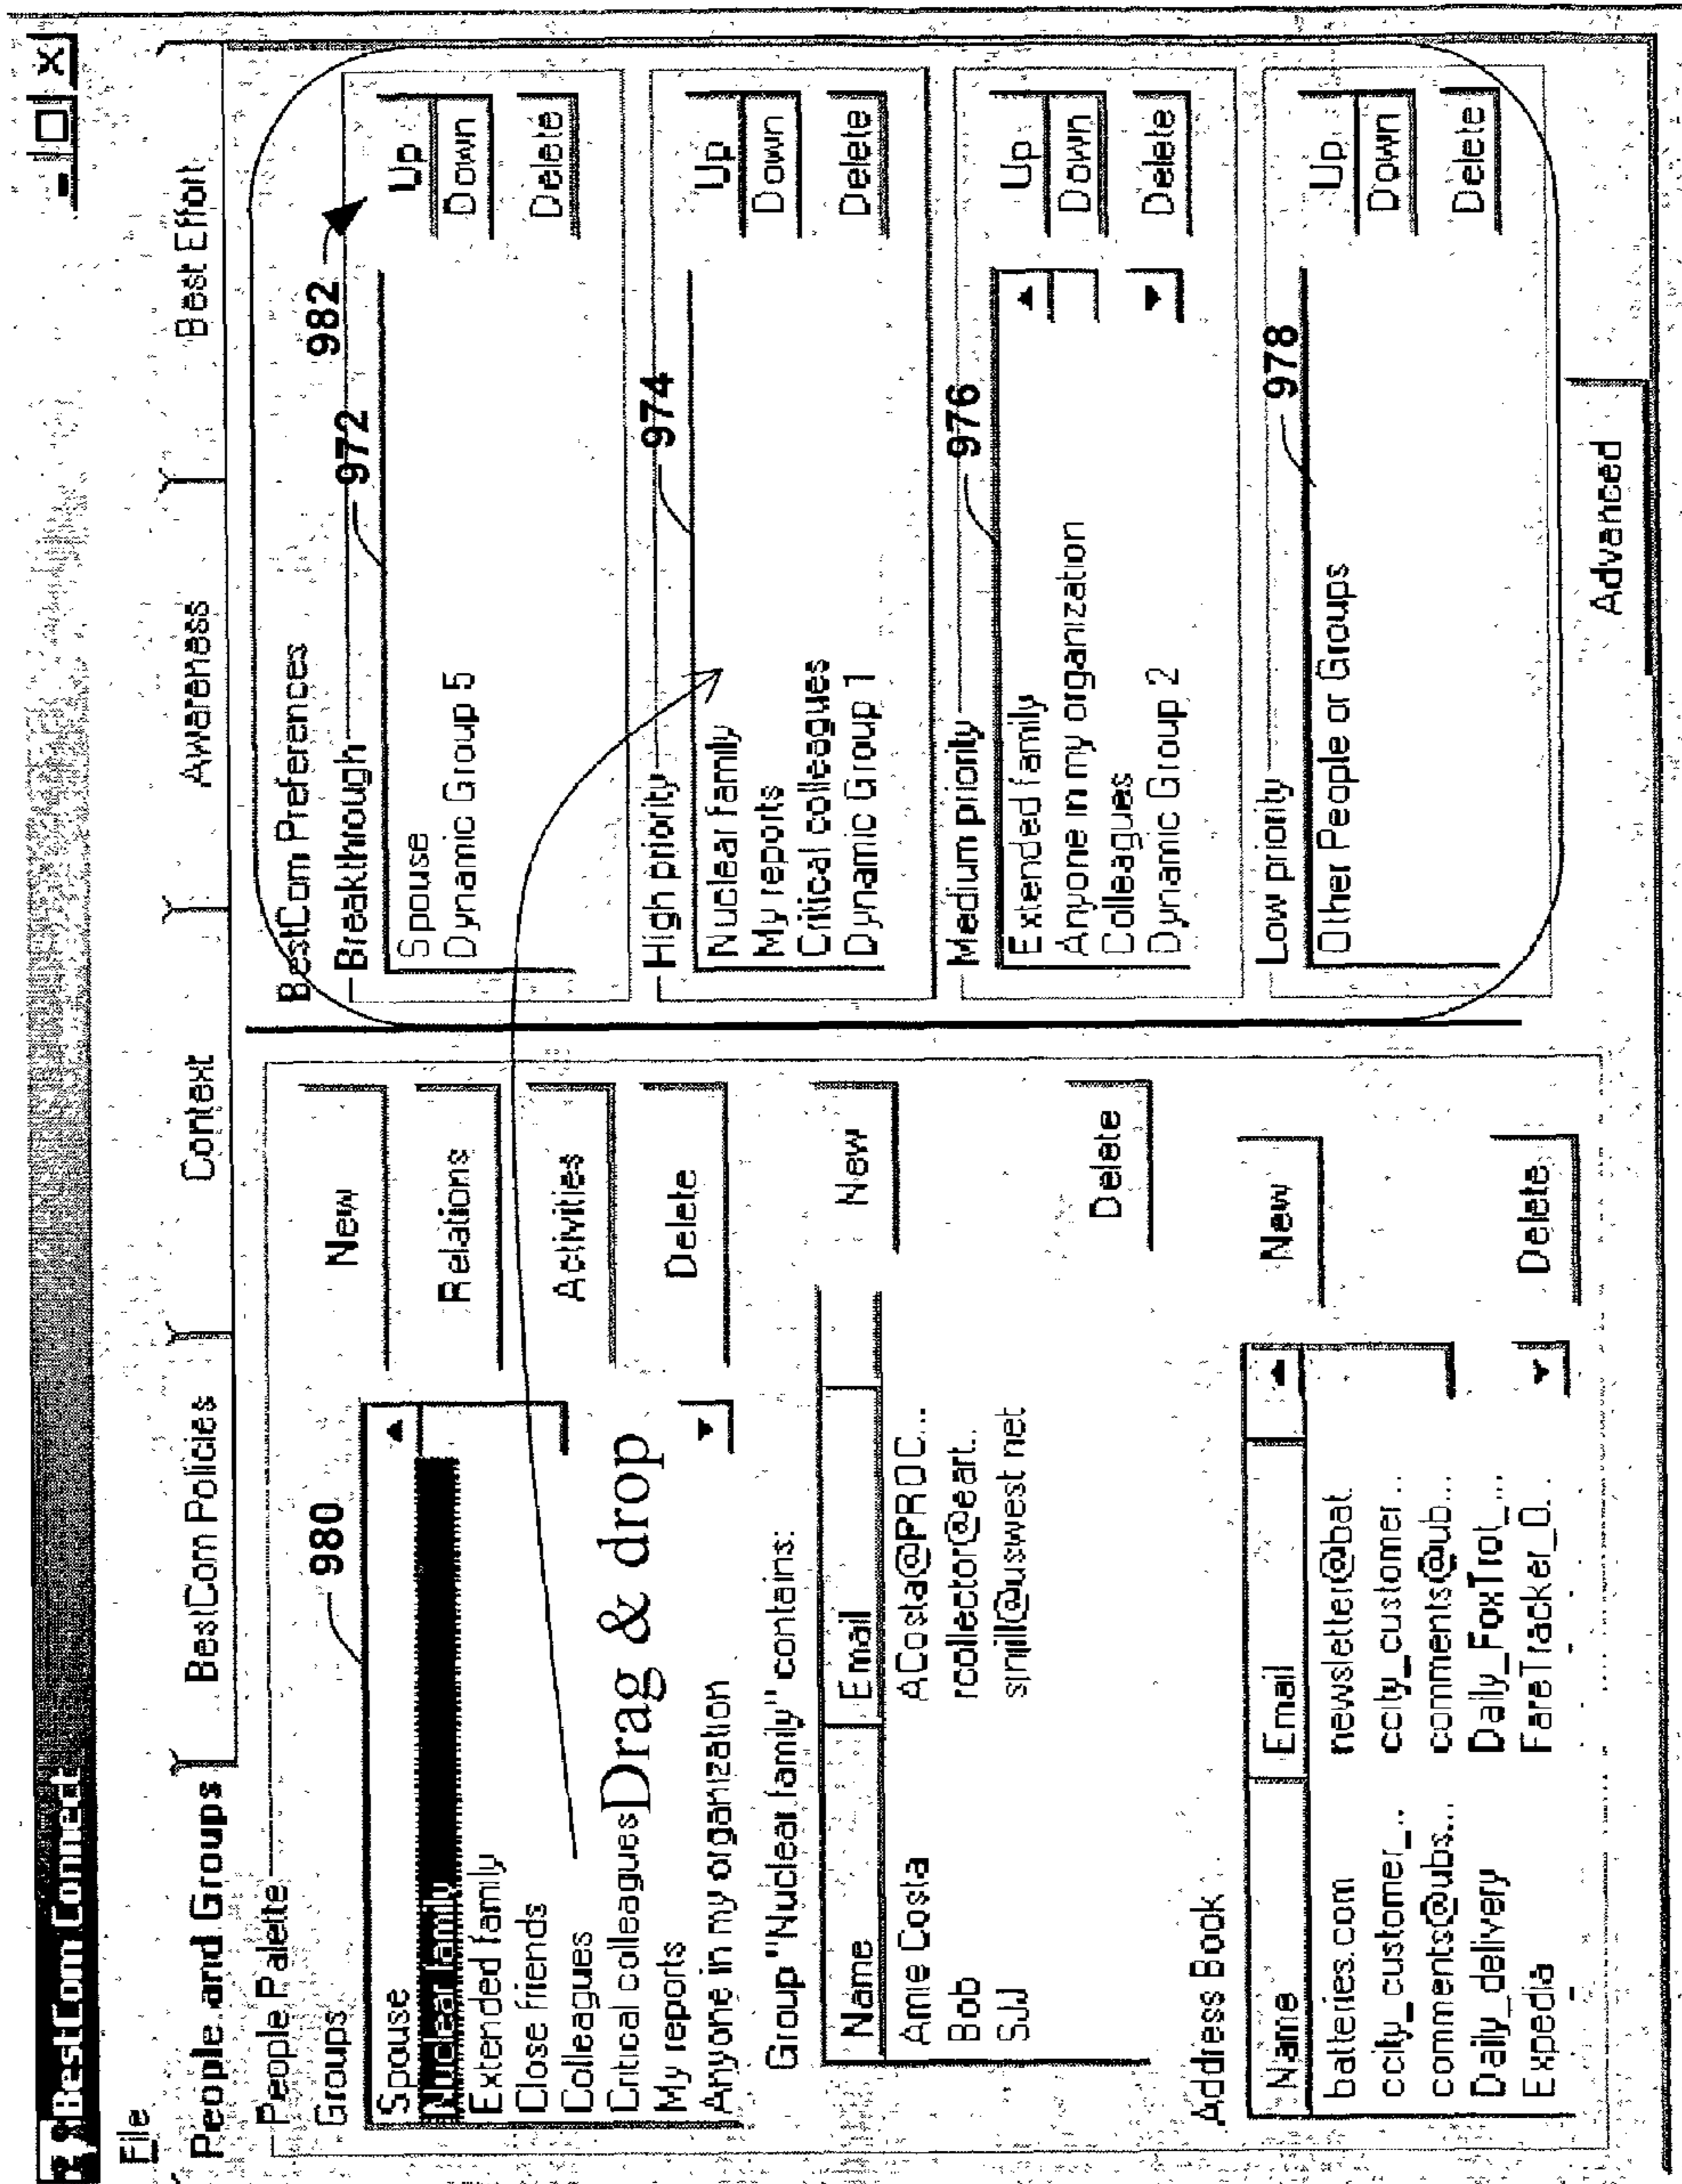 BestCom Connect
File
People and Groups
BestCom Policies
Context
Awareness
Best Effort
People Palette
Groups
980
Spouse
Nuclear family
Extended family
Close friends
Colleagues
Critical colleagues
My reports
Anyone in my organization
Drag & drop
New
Relations
Activities
Delete
Group "Nuclear family" contains:
Name Email
Ame Costa ACosta@PROC...
Bob rcollector@eart..
SJJ
New
Delete
Address Book
Name Email
batteries.com newsletter@bat
ccity_customer_... ccity_customer...
comments@ubs... comments@ub...
Daily_delivery Daily_FoxTrot_...
Expedia FareTracker_0...
New
Delete
BestCom Preferences
Breakthrough
972
982
Spouse
Dynamic Group 5
Up
Down
Delete
High priority
974
Nuclear family
My reports
Critical colleagues
Dynamic Group 1
Up
Down
Delete
Medium priority
976
Extended family
Anyone in my organization
Colleagues
Dynamic Group 2
Up
Down
Delete
Low priority
978
Other People or Groups
Up
Down
Delete
Advanced